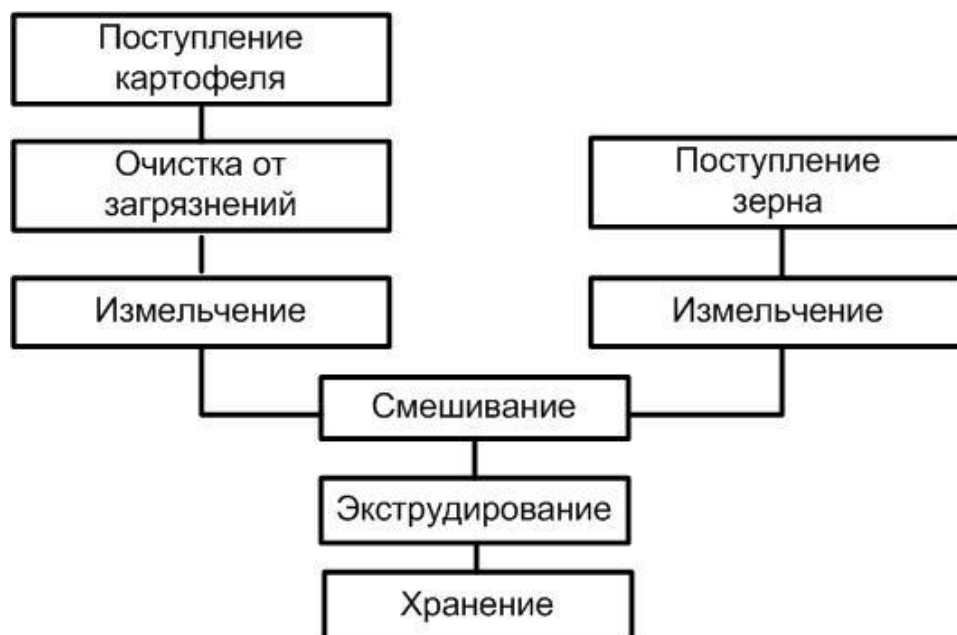 Поступление
картофеля
Очистка от
загрязнений
Измельчение
Поступление
зерна
Измельчение
Смешивание
Экструдирование
Хранение